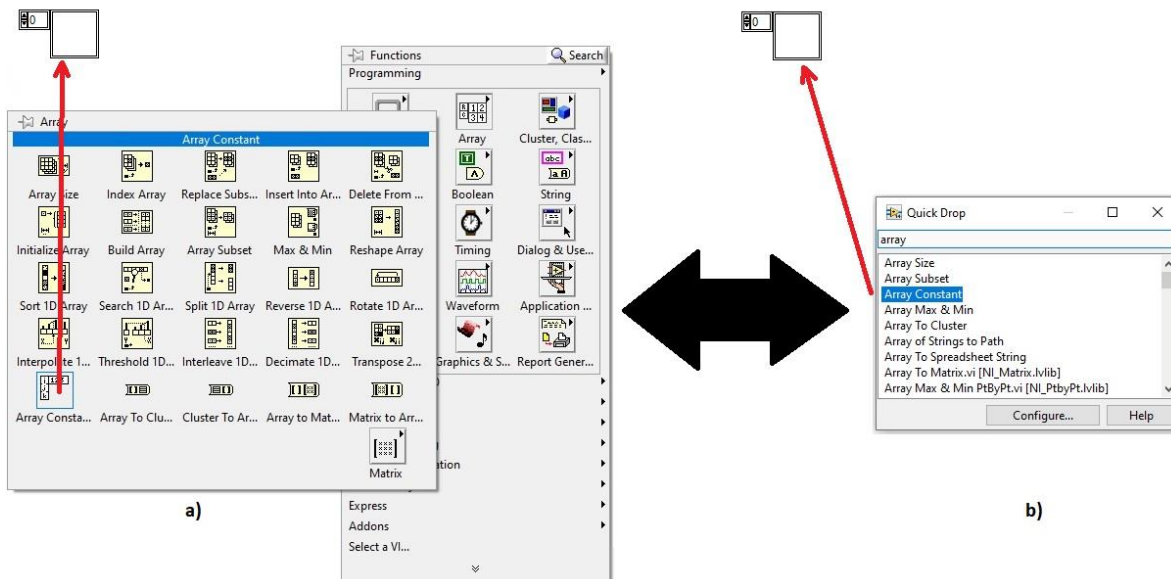 0
0
Functions
Search
Programming
Array
Array Constant
Array
Cluster, Clas...
Array Size
Index Array
Replace Subs...
Insert Into Ar...
Delete From ...
Boolean
String
Initialize Array
Build Array
Array Subset
Max & Min
Reshape Array
Timing
Dialog & Use...
Sort 1D Array
Search 1D Ar...
Split 1D Array
Reverse 1D A...
Rotate 1D Ar...
Waveform
Application ...
Interpolate 1...
Threshold 1D...
Interleave 1D...
Decimate 1D...
Transpose 2...
Graphics & S...
Report Gener...
Array Consta...
Array To Clu...
Cluster To Ar...
Array to Mat...
Matrix to Arr...
Matrix
Express
Addons
Select a VI...
a)
Quick Drop
array
Array Size
Array Subset
Array Constant
Array Max & Min
Array To Cluster
Array of Strings to Path
Array To Spreadsheet String
Array To Matrix.vi [NI_Matrix.lvlib]
Array Max & Min PtByPt.vi [NI_PtbyPt.lvlib]
Configure...
Help
b)